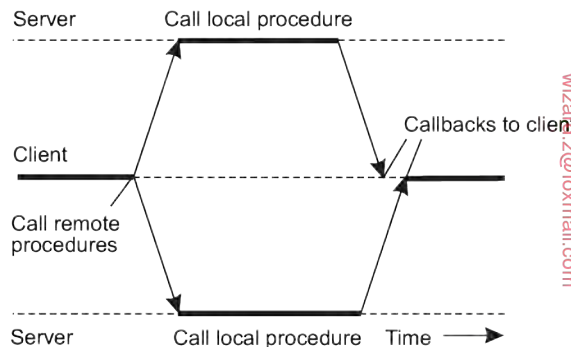 Server
Call local procedure
Callbacks to clien
Client
Call remote
procedures
Server
Call local procedure
Time